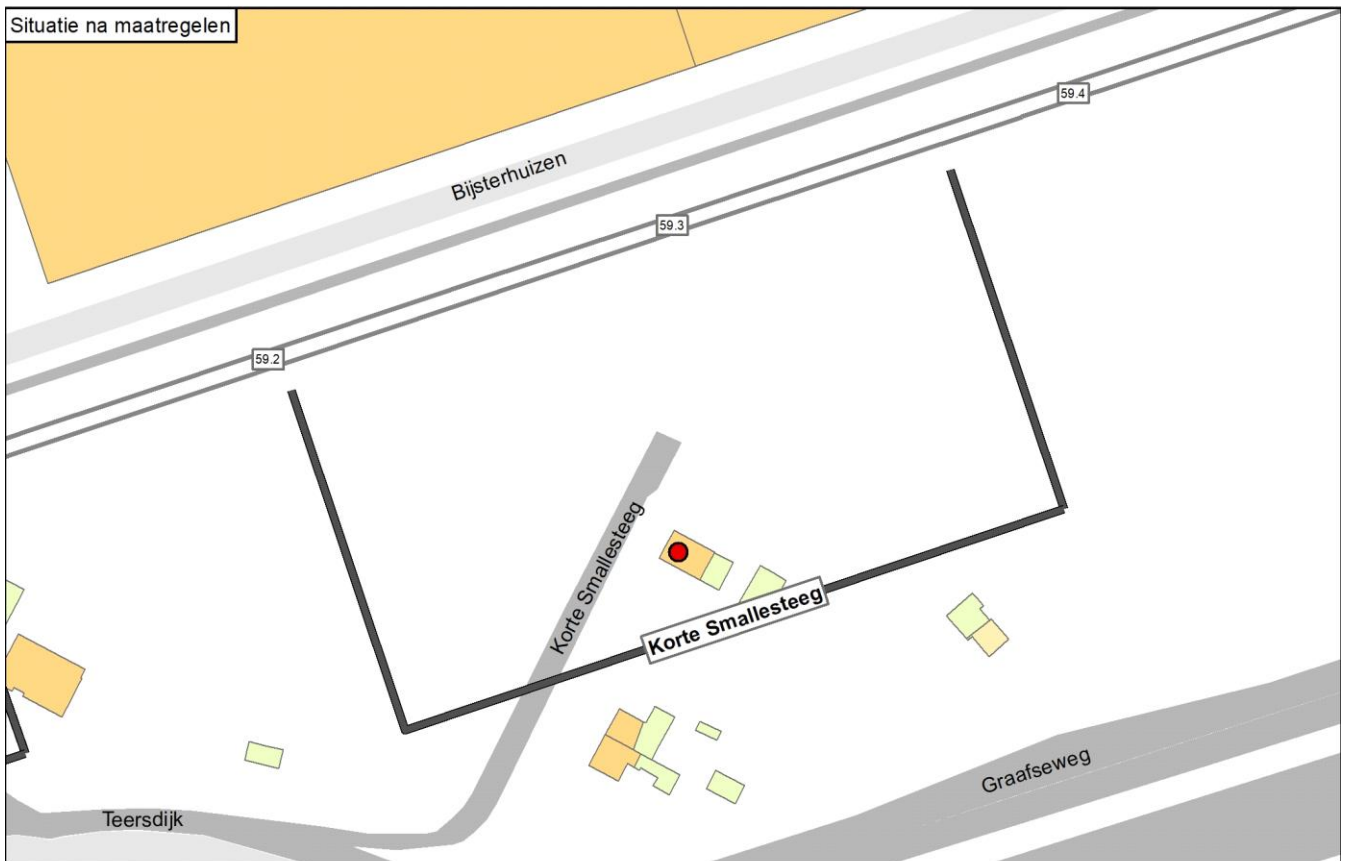 Situatie na maatregelen
59.4
Bijsterhuizen
59.3
59.2
Korte Smallesteeg
Korte Smallesteeg
Graafseweg
Teersdijk